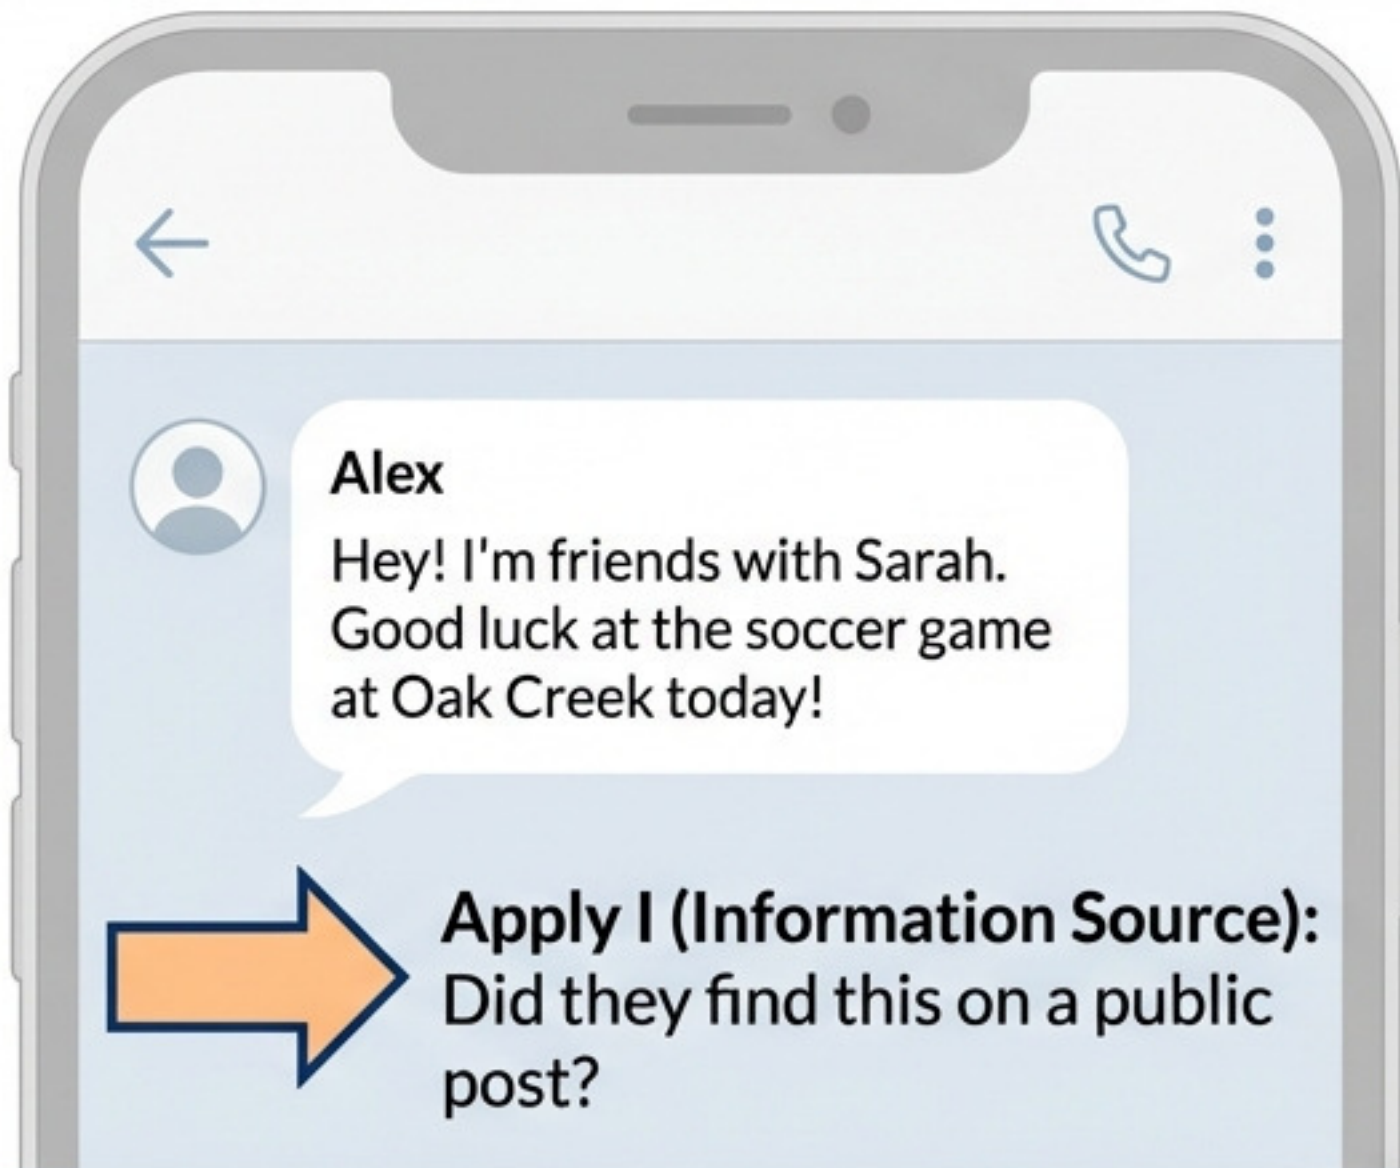 Alex
Hey! I'm friends with Sarah.
Good luck at the soccer game
at Oak Creek today!
Apply I (Information Source):
Did they find this on a public
post?